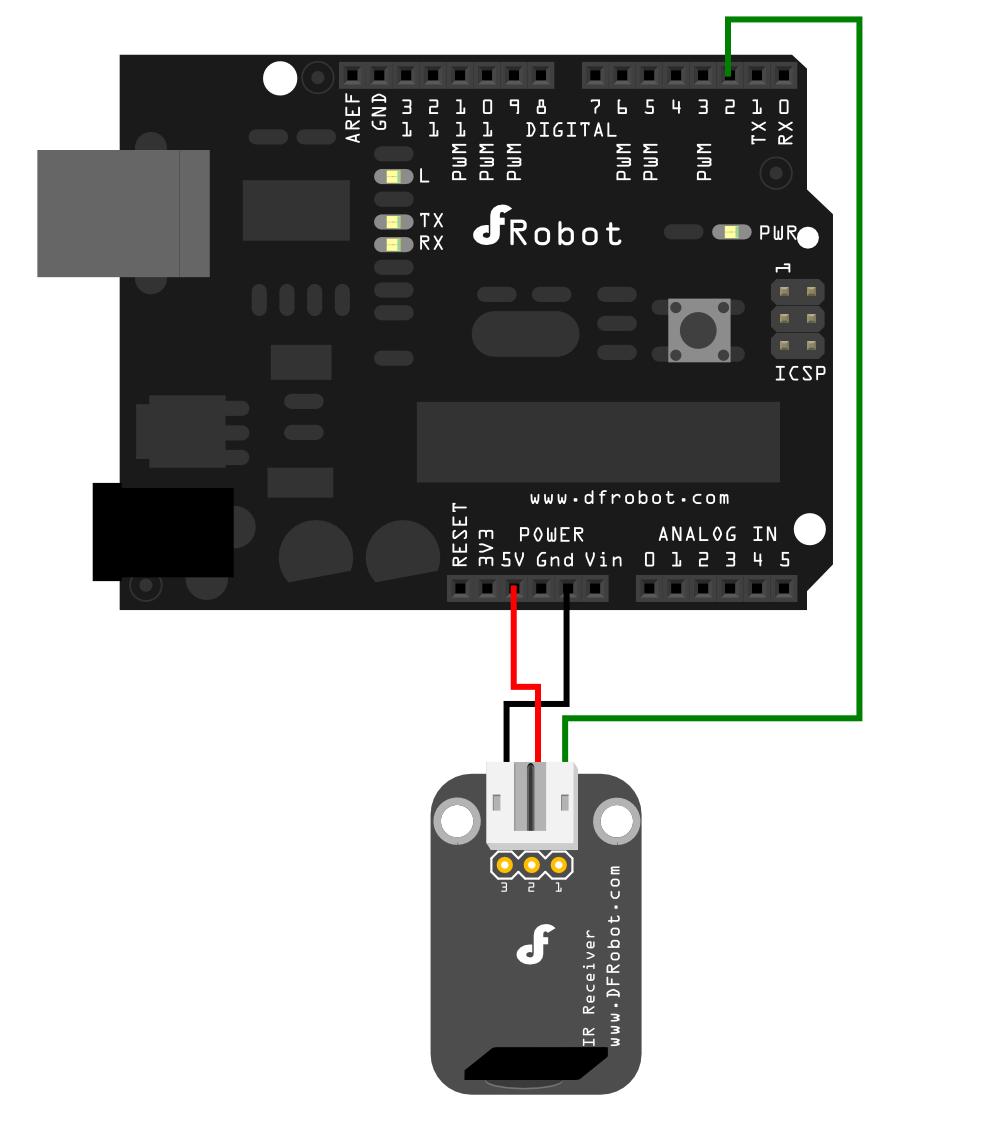 AREF GND 13 12 11 10 9 8 7 6 5 4 3 2 1 0
DIGITAL
PWM PWM PWM PWM PWM PWM TX RX
L
TX
RX
dfRobot
PWR
1
ICSP
www.dfrobot.com
RESET 3V3
POWER
5V Gnd Vin
ANALOG IN
0 1 2 3 4 5
3 2 1
df
IR Receiver
www.DFRobot.com